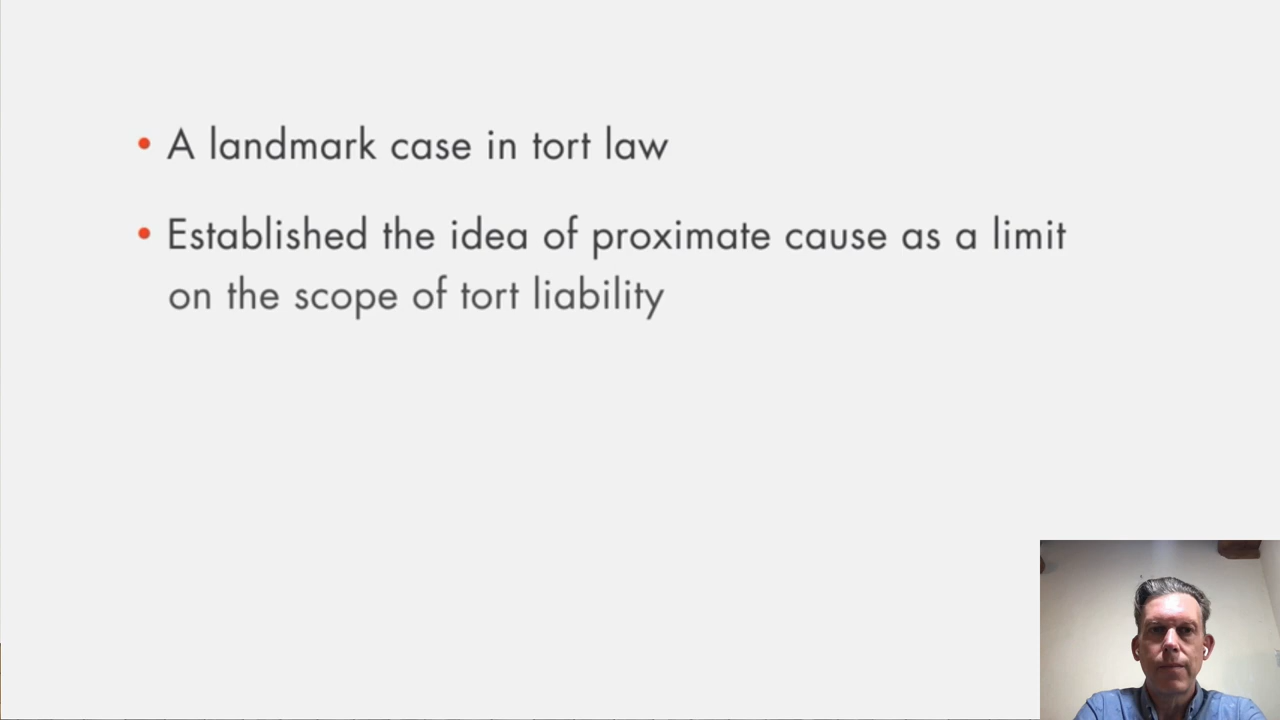 • A landmark case in tort law
• Established the idea of proximate cause as a limit
on the scope of tort liability